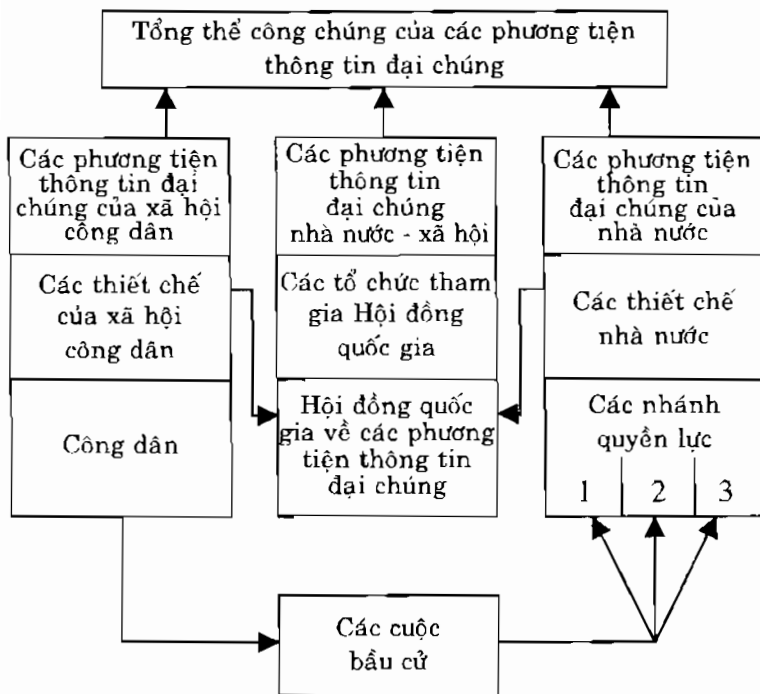 Tổng thể công chúng của các phương tiện
thông tin đại chúng
Các phương tiện
thông tin đại
chúng của xã hội
công dân
Các phương tiện
thông tin
đại chúng
nhà nước - xã hội
Các phương tiện
thông tin
đại chúng của
nhà nước
Các thiết chế
của xã hội
công dân
Các tổ chức tham
gia Hội đồng
quốc gia
Các thiết chế
nhà nước
Công dân
Hội đồng quốc
gia về các phương
tiện thông tin
đại chúng
Các nhánh
quyền lực
1 2 3
Các cuộc
bầu cử